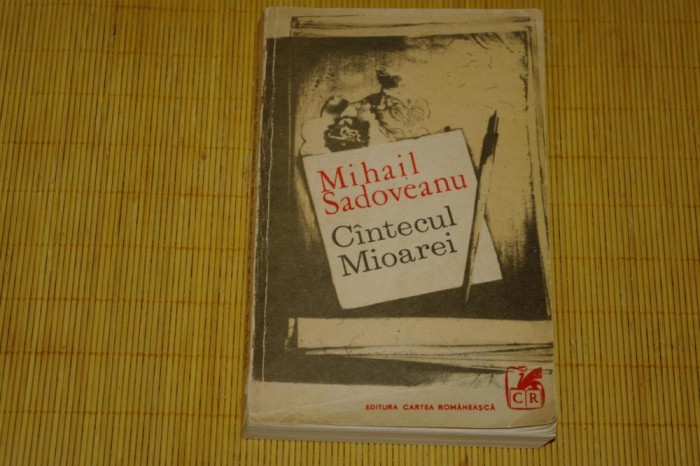 Mihail
Sadoveanu
Cîntecul
Mioarei
CR
EDITURA CARTEA ROMÂNEASCĂ